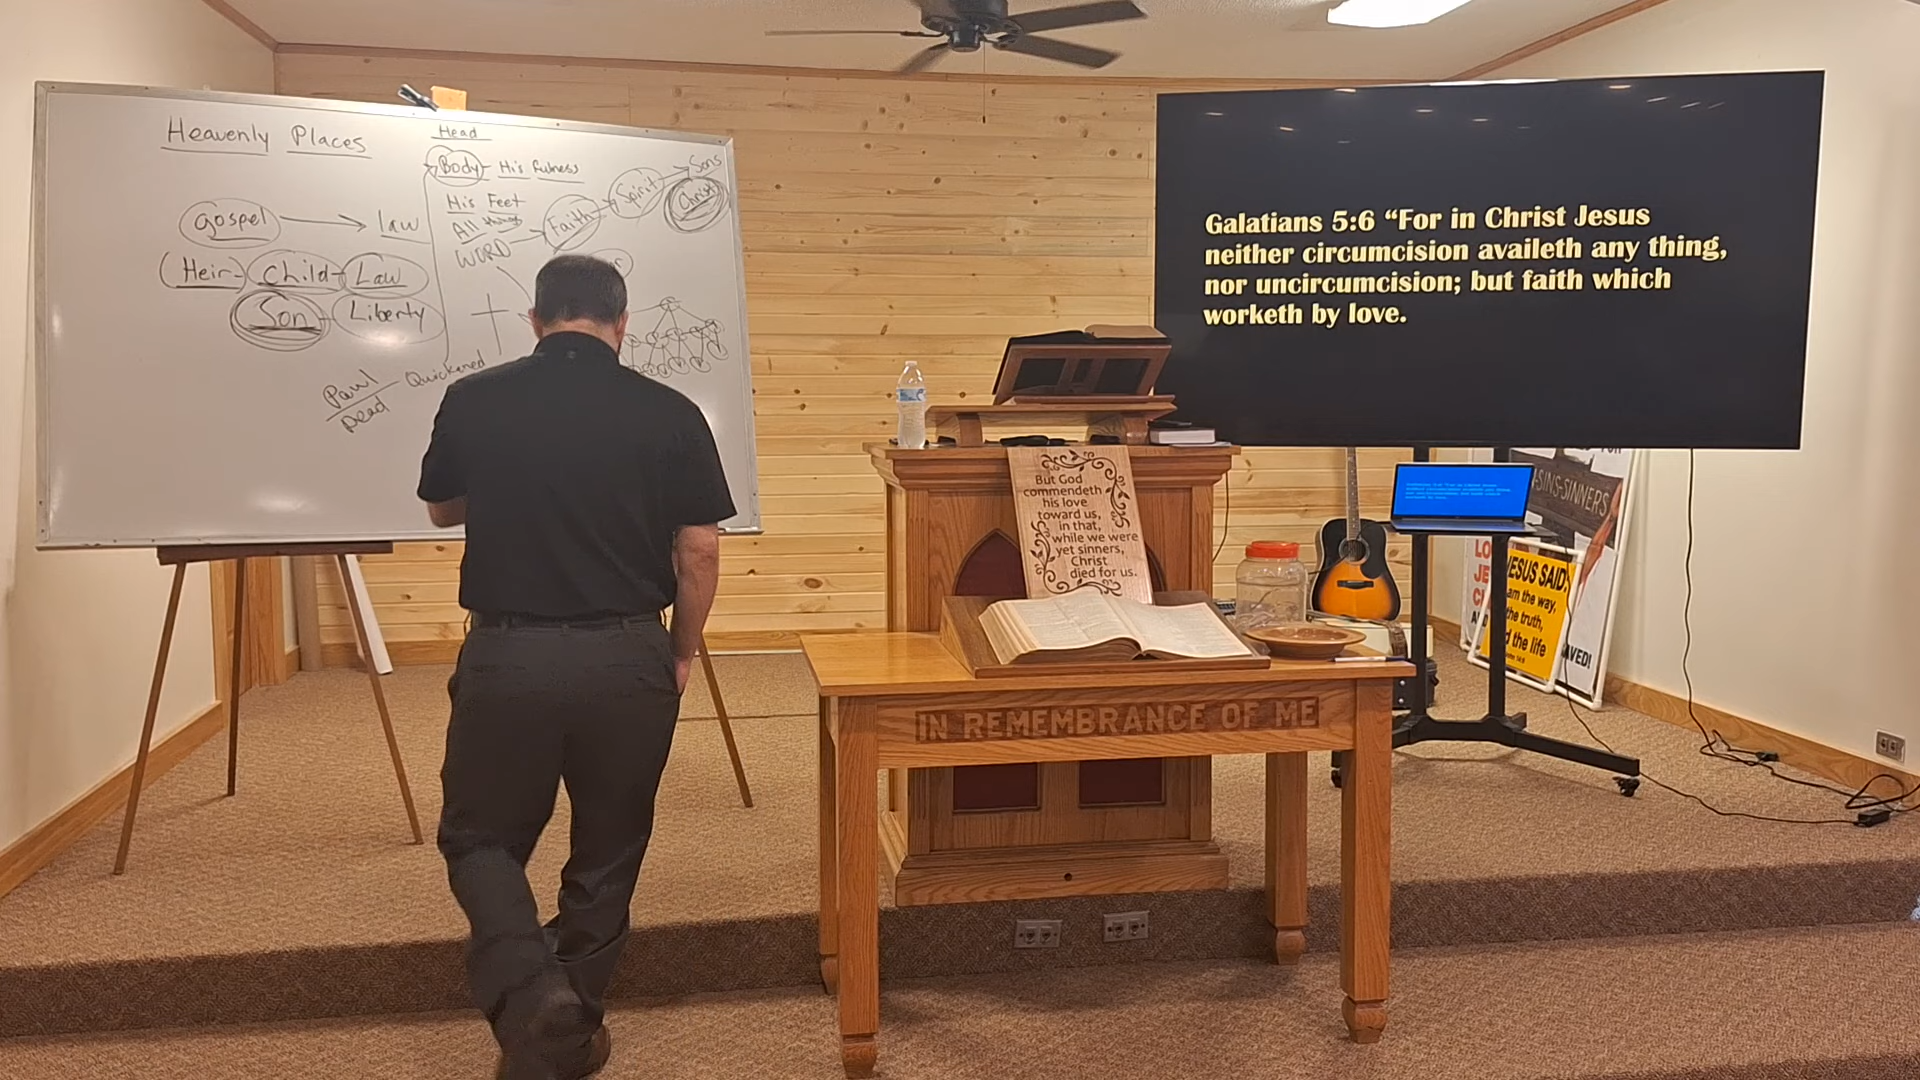 Heavenly Places
Head
Body - His fulness
His Feet
All things
WORD
Faith
Spirit
Sons
Christ
gospel
Law
(Heir - Child - Law
Son - Liberty
Paul
Dead
Quickened
Galatians 5:6 “For in Christ Jesus
neither circumcision availeth any thing,
nor uncircumcision; but faith which
worketh by love.
But God
commendeth
his love
toward us,
in that,
while we were
yet sinners,
Christ
died for us.
IN REMEMBRANCE OF ME
-SINS-SINNERS
JESUS SAID,
am the way,
the truth,
the life